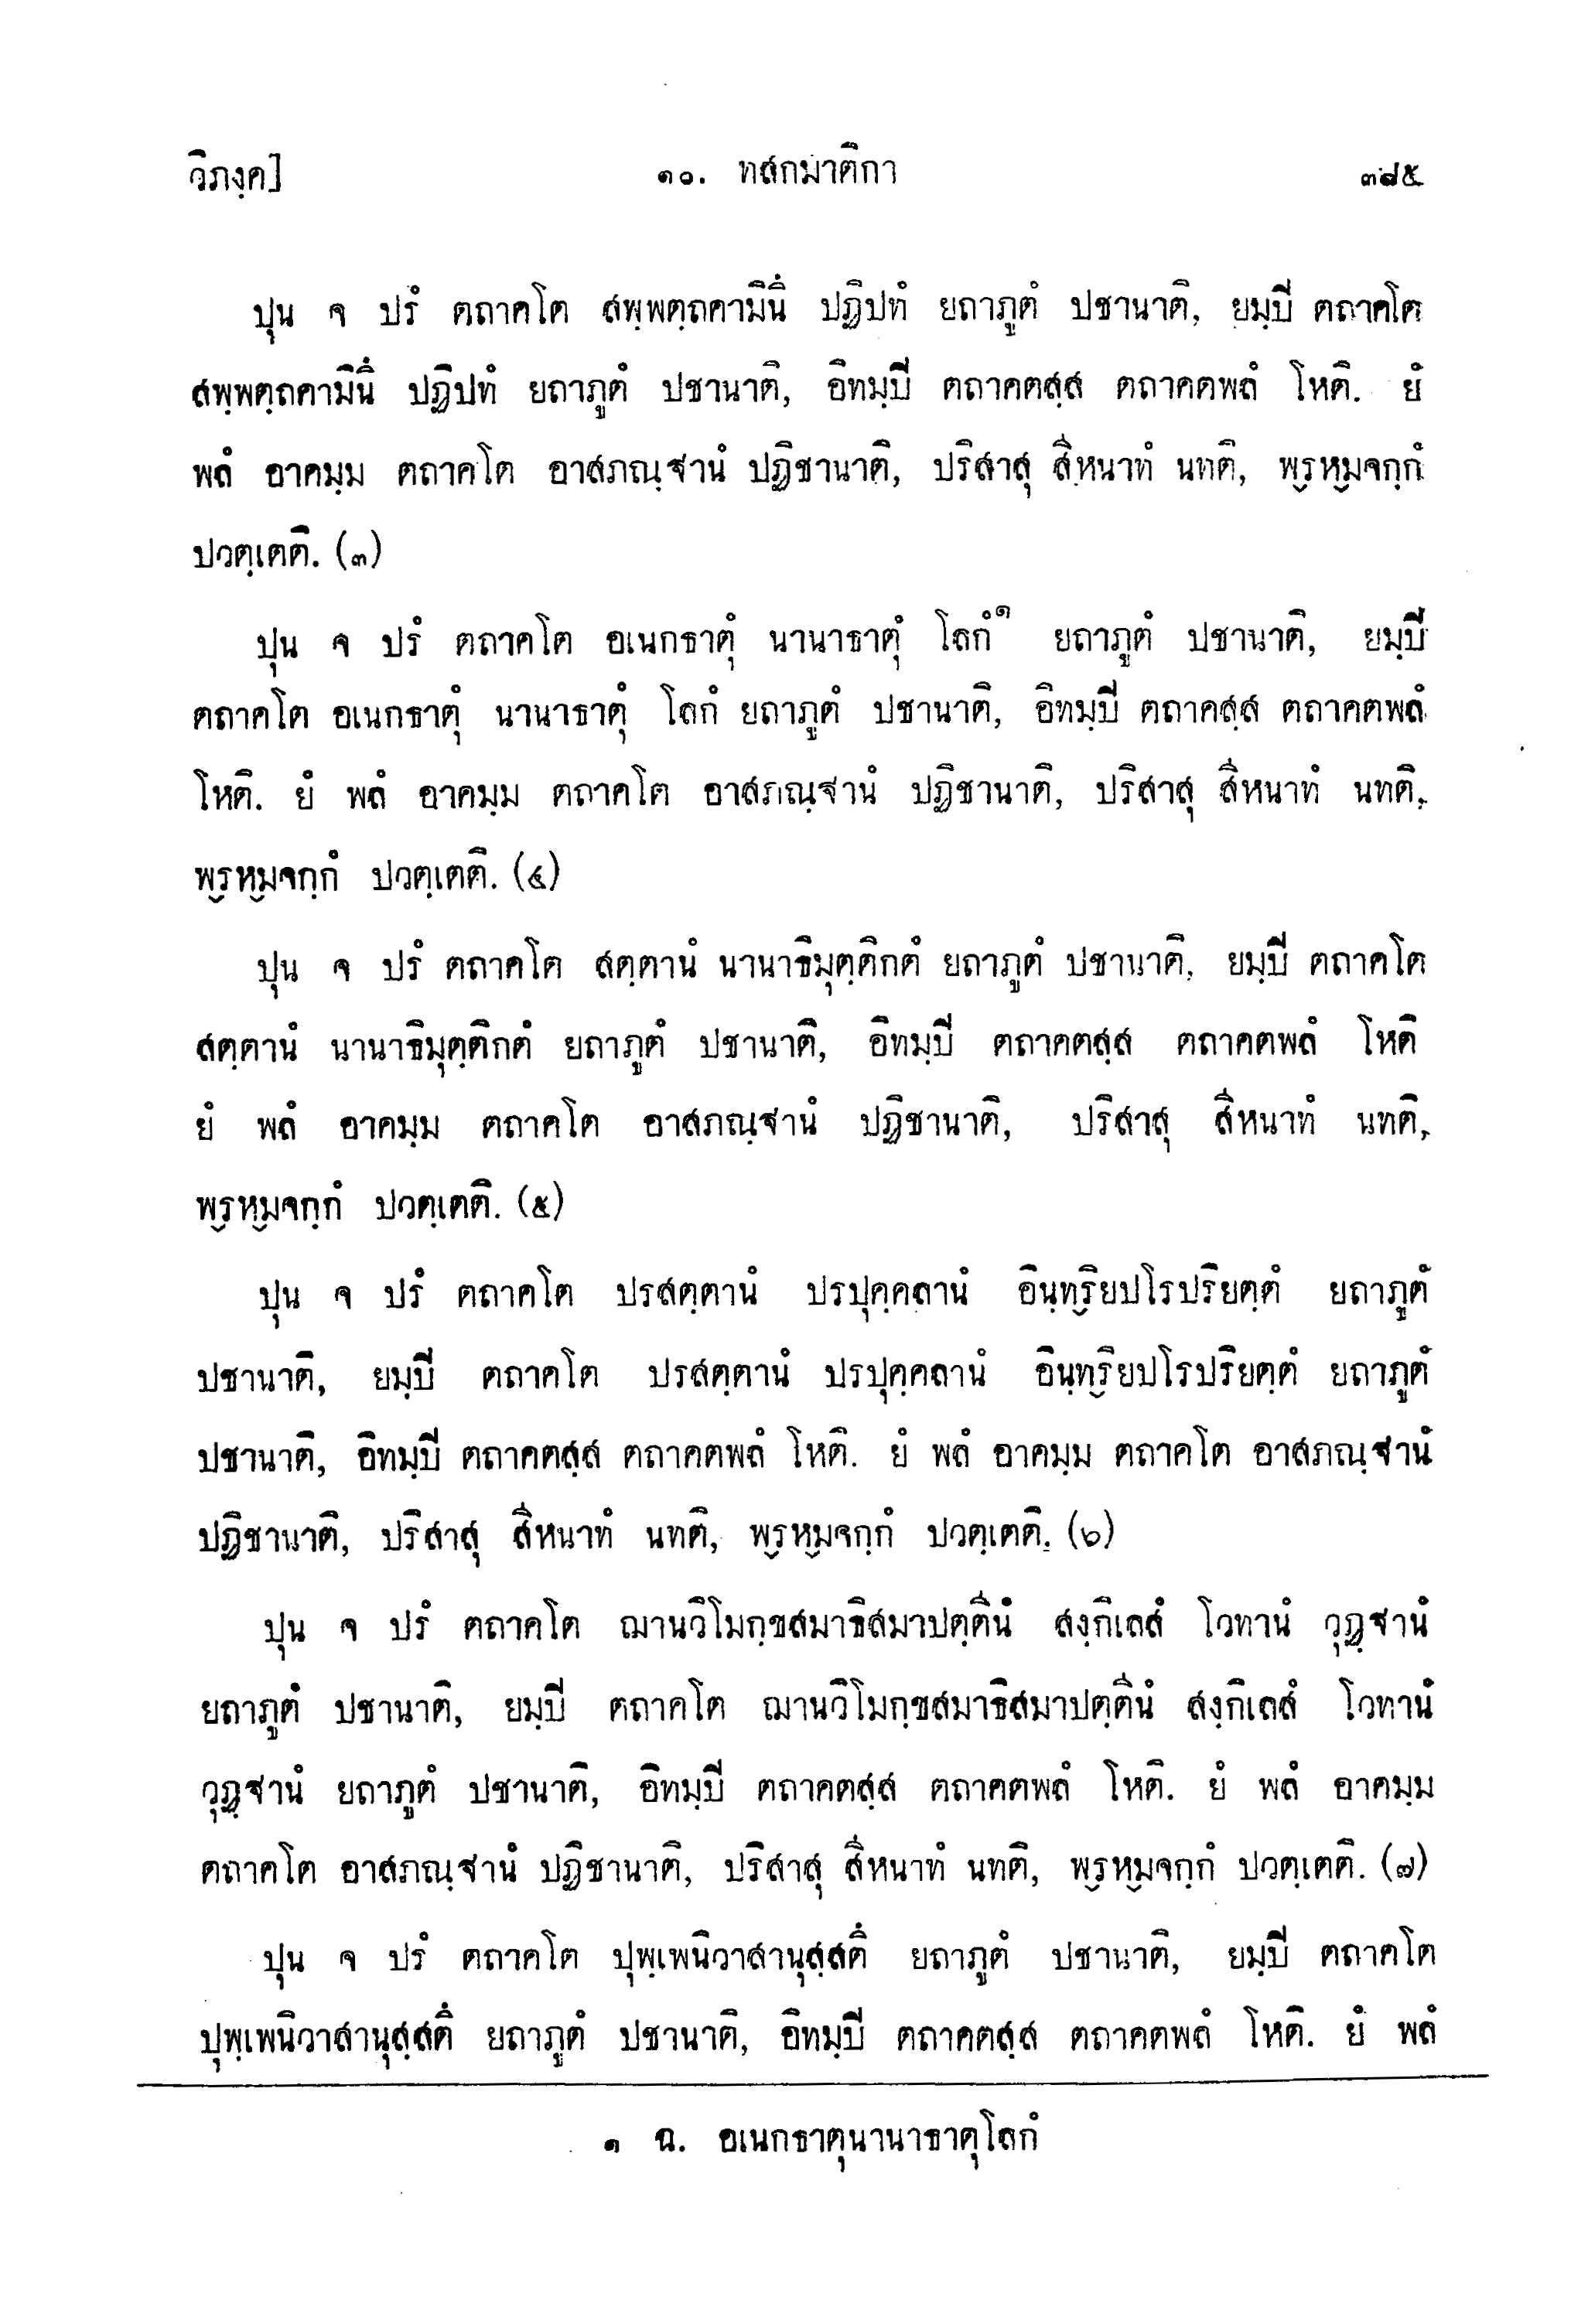 วิภงฺค]
๑๐. ทสกมาติกา
๓๘๕
ปุน จ ปรํ ตถาคโต สพฺพตฺถคามินึ ปฏิปทํ ยถาภูตํ ปชานาติ, ยมฺปิ ตถาคโต
สพฺพตฺถคามินึ ปฏิปทํ ยถาภูตํ ปชานาติ, อิทมฺปิ ตถาคตสฺส ตถาคตพลํ โหติ. ยํ
พลํ อาคมฺม ตถาคโต อาสภณฺฐานํ ปฏิชานาติ, ปริสาสุ สีหนาทํ นทติ, พฺรหฺมจกฺกํ
ปวตฺเตติ. (๓)
ปุน จ ปรํ ตถาคโต อเนกธาตุํ นานาธาตุํ โลกํ๑ ยถาภูตํ ปชานาติ, ยมฺปิ
ตถาคโต อเนกธาตุํ นานาธาตุํ โลกํ ยถาภูตํ ปชานาติ, อิทมฺปิ ตถาคสฺส ตถาคตพลํ
โหติ. ยํ พลํ อาคมฺม ตถาคโต อาสภณฺฐานํ ปฏิชานาติ, ปริสาสุ สีหนาทํ นทติ,
พฺรหฺมจกฺกํ ปวตฺเตติ. (๔)
ปุน จ ปรํ ตถาคโต สตฺตานํ นานาธิมุตฺติกตํ ยถาภูตํ ปชานาติ, ยมฺปิ ตถาคโต
สตฺตานํ นานาธิมุตฺติกตํ ยถาภูตํ ปชานาติ, อิทมฺปิ ตถาคตสฺส ตถาคตพลํ โหติ
ยํ พลํ อาคมฺม ตถาคโต อาสภณฺฐานํ ปฏิชานาติ, ปริสาสุ สีหนาทํ นทติ,
พฺรหฺมจกฺกํ ปวตฺเตติ. (๕)
ปุน จ ปรํ ตถาคโต ปรสตฺตานํ ปรปุคฺคลานํ อินฺทฺริยปโรปริยตฺตํ ยถาภูตํ
ปชานาติ, ยมฺปิ ตถาคโต ปรสตฺตานํ ปรปุคฺคลานํ อินฺทฺริยปโรปริยตฺตํ ยถาภูตํ
ปชานาติ, อิทมฺปิ ตถาคตสฺส ตถาคตพลํ โหติ. ยํ พลํ อาคมฺม ตถาคโต อาสภณฺฐานํ
ปฏิชานาติ, ปริสาสุ สีหนาทํ นทติ, พฺรหฺมจกฺกํ ปวตฺเตติ. (๖)
ปุน จ ปรํ ตถาคโต ฌานวิโมกฺขสมาธิสมาปตฺตีนํ สงฺกิเลสํ โวทานํ วุฏฺฐานํ
ยถาภูตํ ปชานาติ, ยมฺปิ ตถาคโต ฌานวิโมกฺขสมาธิสมาปตฺตีนํ สงฺกิเลสํ โวทานํ
วุฏฺฐานํ ยถาภูตํ ปชานาติ, อิทมฺปิ ตถาคตสฺส ตถาคตพลํ โหติ. ยํ พลํ อาคมฺม
ตถาคโต อาสภณฺฐานํ ปฏิชานาติ, ปริสาสุ สีหนาทํ นทติ, พฺรหฺมจกฺกํ ปวตฺเตติ. (๗)
ปุน จ ปรํ ตถาคโต ปุพฺเพนิวาสานุสฺสตึ ยถาภูตํ ปชานาติ, ยมฺปิ ตถาคโต
ปุพฺเพนิวาสานุสฺสตึ ยถาภูตํ ปชานาติ, อิทมฺปิ ตถาคตสฺส ตถาคตพลํ โหติ. ยํ พลํ
๑ ฉ. อเนกธาตุนานาธาตุโลกํ